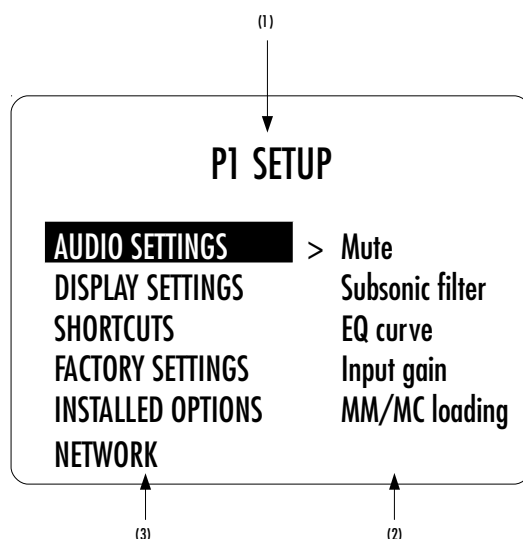 (1)
P1 SETUP
AUDIO SETTINGS > Mute
DISPLAY SETTINGS Subsonic filter
SHORTCUTS EQ curve
FACTORY SETTINGS Input gain
INSTALLED OPTIONS MM/MC loading
NETWORK
(3) (2)